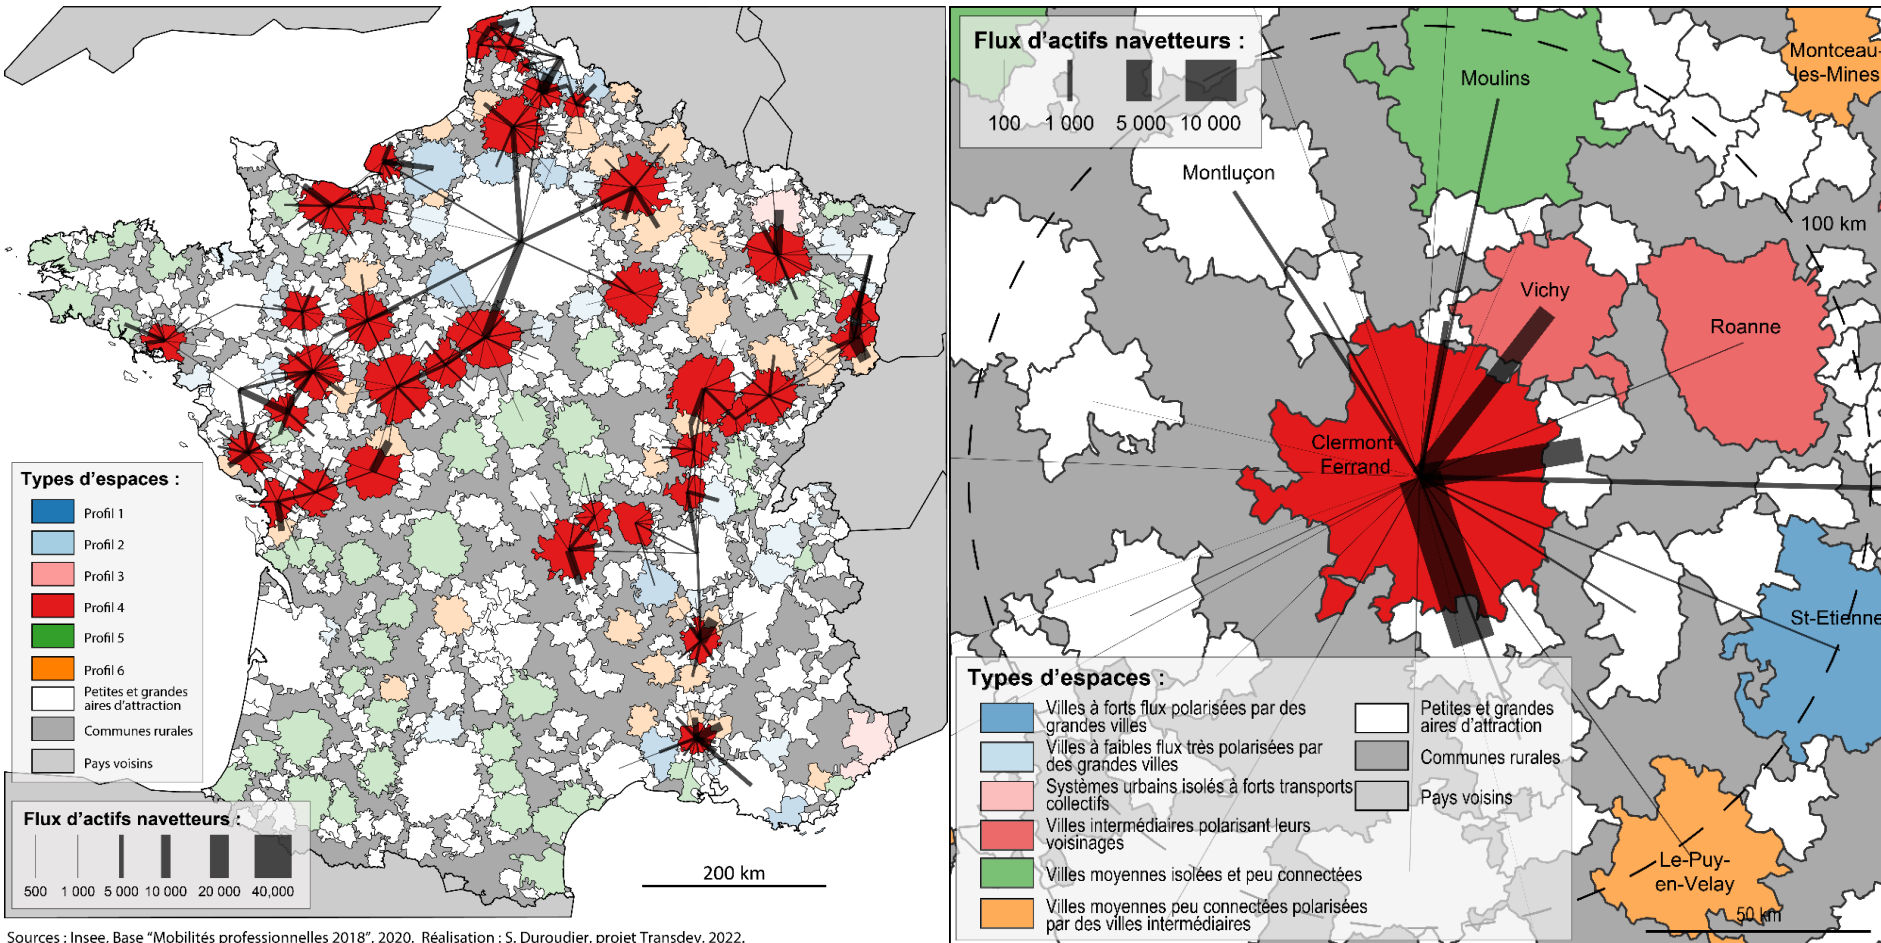 Types d'espaces :
Profil 1
Profil 2
Profil 3
Profil 4
Profil 5
Profil 6
Petites et grandes
aires d'attraction
Communes rurales
Pays voisins
Flux d'actifs navetteurs :
500 1 000 5 000 10 000 20 000 40,000
200 km
Sources : Insee, Base "Mobilités professionnelles 2018", 2020. Réalisation : S. Duroudier, projet Transdev, 2022.
Flux d'actifs navetteurs :
100 1 000 5 000 10 000
Moulins
Montceau-
les-Mines
Montluçon
100 km
Vichy
Roanne
Clermont-
Ferrand
St-Etienne
Le-Puy-
en-Velay
50 km
Types d'espaces :
Villes à forts flux polarisées par des
grandes villes
Villes à faibles flux très polarisées par
des grandes villes
Systèmes urbains isolés à forts transports
collectifs
Villes intermédiaires polarisant leurs
voisinages
Villes moyennes isolées et peu connectées
Villes moyennes peu connectées polarisées
par des villes intermédiaires
Petites et grandes
aires d'attraction
Communes rurales
Pays voisins